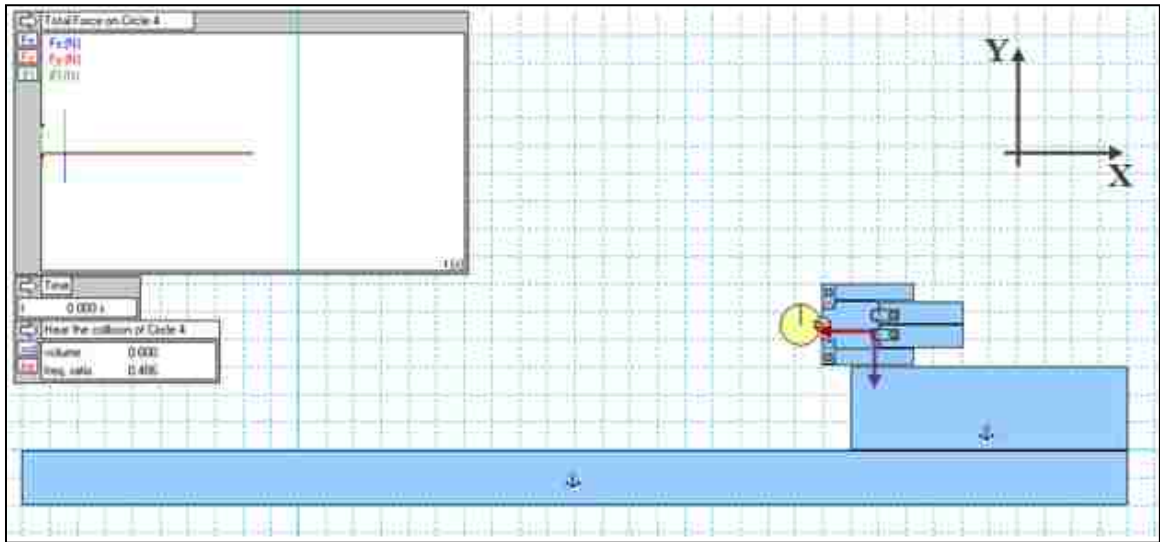 Total Force on Circle 4
Fx (N)
Fy (N)
t (s)
Time
t 0.000 s
Hear the collision of Circle 4
volume 0.000
freq. ratio 0.486
Y
X